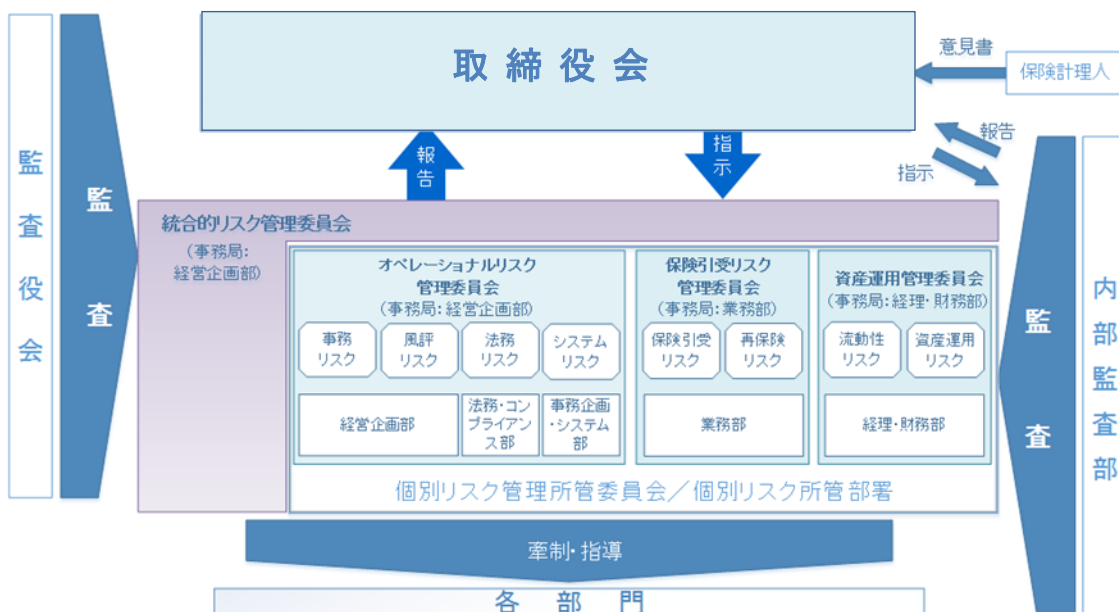 取締役会
意見書
保険計理人
報告
指示
報告
指示
監査役会
監査
統合的リスク管理委員会
(事務局:
経営企画部)
オペレーショナルリスク
管理委員会
(事務局:経営企画部)
事務
リスク
風評
リスク
法務
リスク
システム
リスク
経営企画部
法務・コン
プライアン
ス部
事務企画
・システム
部
保険引受リスク
管理委員会
(事務局:業務部)
保険引受
リスク
再保険
リスク
業務部
資産運用管理委員会
(事務局:経理・財務部)
流動性
リスク
資産運用
リスク
経理・財務部
個別リスク管理所管委員会/個別リスク所管部署
監査
内部監査部
牽制・指導
各部門